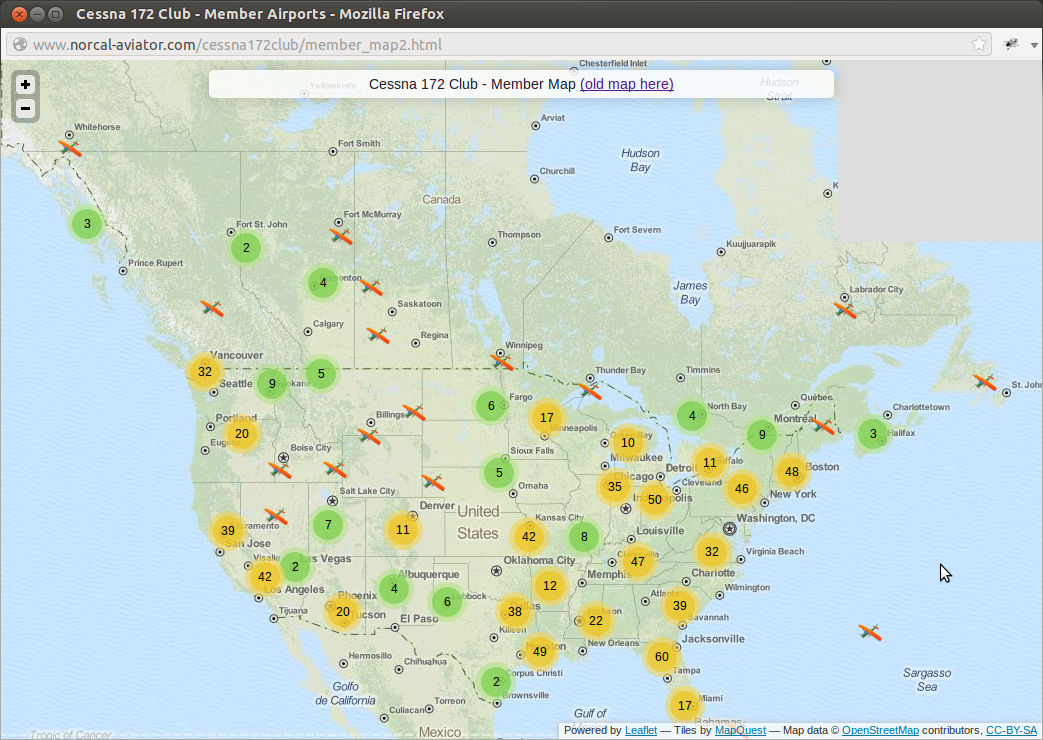 Cessna 172 Club - Member Airports - Mozilla Firefox
www.norcal-aviator.com/cessna172club/member_map2.html
+
−
Cessna 172 Club - Member Map (old map here)
Chesterfield Inlet
Yellowknife
Hudson
Strait
Whitehorse
Arviat
Fort Smith
Hudson
Bay
Churchill
Canada
3
Fort St. John
2
Fort McMurray
Thompson
Fort Severn
Kuujjuarapik
Prince Rupert
4
Saskatoon
James
Bay
Labrador City
Calgary
Regina
Winnipeg
Vancouver
32
Seattle
9
5
Thunder Bay
Timmins
St. John
Portland
20
Eugene
Billings
6
Fargo
17
Minneapolis
4
North Bay
Québec
Montréal
9
Charlottetown
3
Halifax
Boise City
Sioux Falls
10
Milwaukee
Detroit
11
Buffalo
48
Boston
Salt Lake City
5
Omaha
Chicago
35
50
Cleveland
46
New York
39
Sacramento
San Jose
7
Denver
11
United
States
Kansas City
42
8
Louisville
Washington, DC
32
Virginia Beach
Visalia
2
Las Vegas
42
Los Angeles
Albuquerque
4
6
Lubbock
Oklahoma City
12
Memphis
47
Charlotte
Wilmington
Tijuana
Phoenix
20
Tucson
El Paso
38
Killeen
Jackson
22
Atlanta
39
Savannah
Jacksonville
Hermosillo
Chihuahua
49
Houston
New Orleans
60
Tampa
Golfo
de California
2
Corpus Christi
Brownsville
Torreon
Culiacan
Mexico
Gulf of
17
Miami
Bahamas
Sargasso
Sea
Tropic of Cancer
Powered by Leaflet — Tiles by MapQuest — Map data © OpenStreetMap contributors, CC-BY-SA